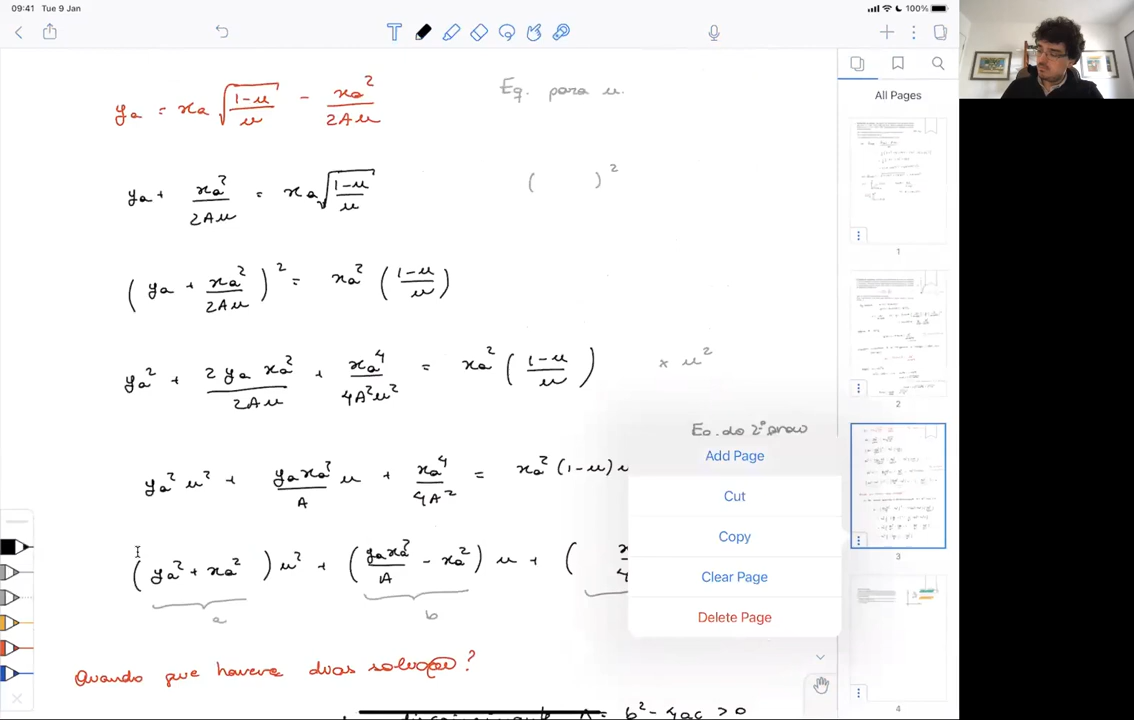 09:41 Tue 9 Jan
100%
All Pages
ya = xa √((1-u)/u) - xa²/(2Au)
Eq. para u.
ya + xa²/(2Au) = xa √((1-u)/u)
( )²
(ya + xa²/(2Au))² = xa² ((1-u)/u)
ya² + 2 ya xa²/(2Au) + xa⁴/(4A²u²) = xa² ((1-u)/u)
× u²
Eq. do 2º grau
ya² u² + (ya xa²/A) u + xa⁴/(4A²) = xa² (1-u) u
(ya² + xa²) u² + (ya xa²/A - xa²) u + (
a
b
Quando que haverá duas soluções?
Δ = b² - 4ac > 0
Add Page
Cut
Copy
Clear Page
Delete Page
1
2
3
4